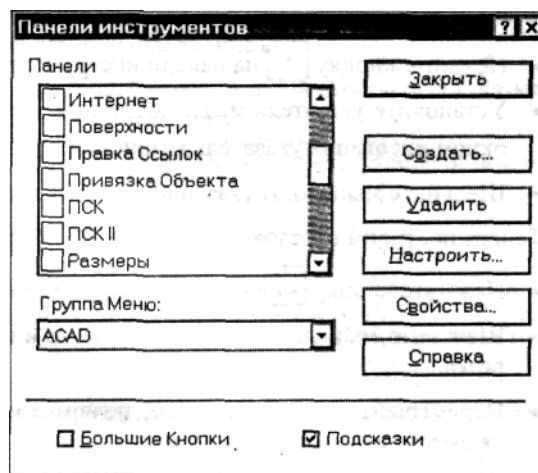 Панели инструментов
Панели
Интернет
Поверхности
Правка Ссылок
Привязка Объекта
ПСК
ПСК II
Размеры
Группа Меню:
ACAD
Закрыть
Создать...
Удалить
Настроить...
Свойства...
Справка
Большие Кнопки
Подсказки